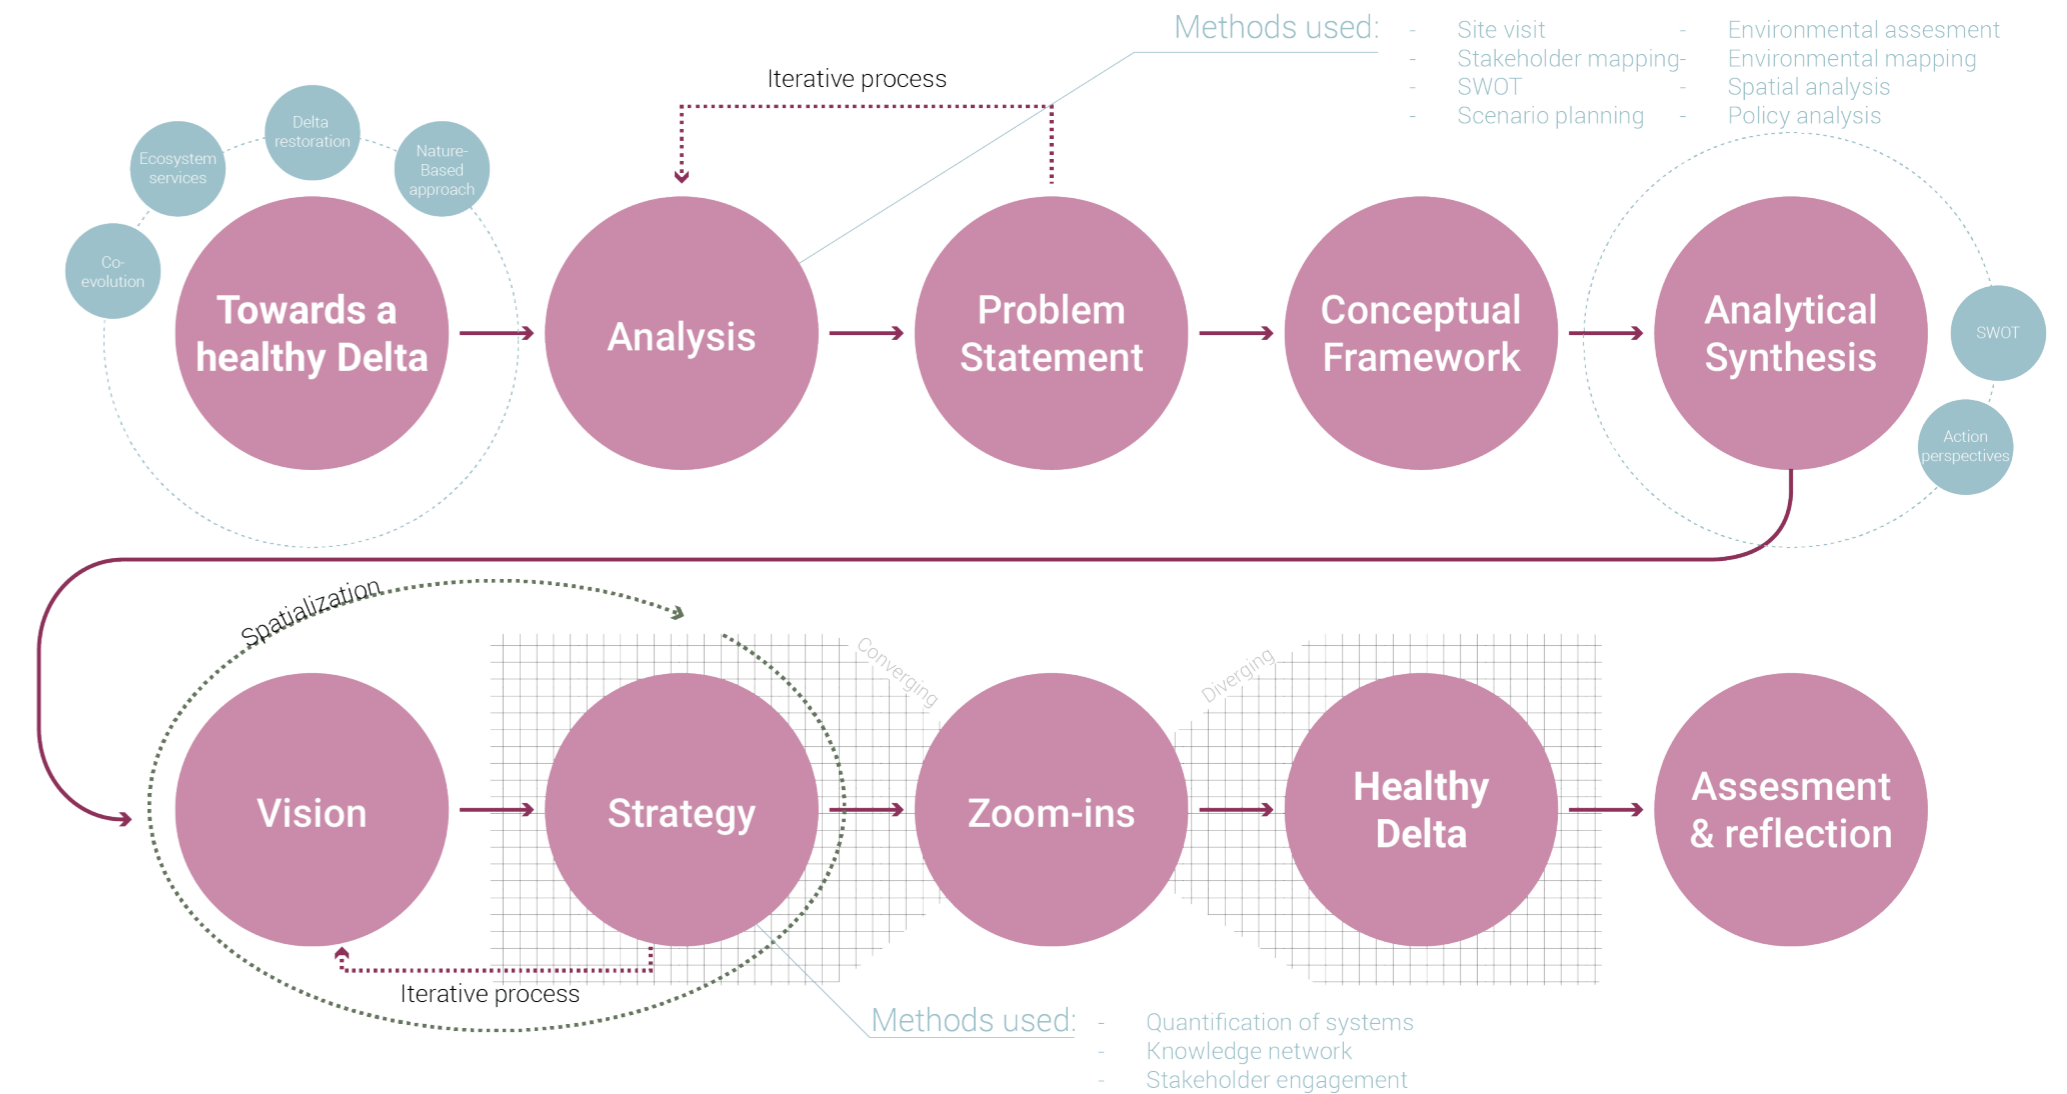 Methods used:
- Site visit
- Stakeholder mapping
- SWOT
- Scenario planning
- Environmental assesment
- Environmental mapping
- Spatial analysis
- Policy analysis
Iterative process
Delta
restoration
Ecosystem
services
Nature-
Based
approach
Co-
evolution
Towards a
healthy Delta
Analysis
Problem
Statement
Conceptual
Framework
Analytical
Synthesis
SWOT
Action
perspectives
Spatialization
Converging
Diverging
Vision
Strategy
Zoom-ins
Healthy
Delta
Assesment
& reflection
Iterative process
Methods used:
- Quantification of systems
- Knowledge network
- Stakeholder engagement